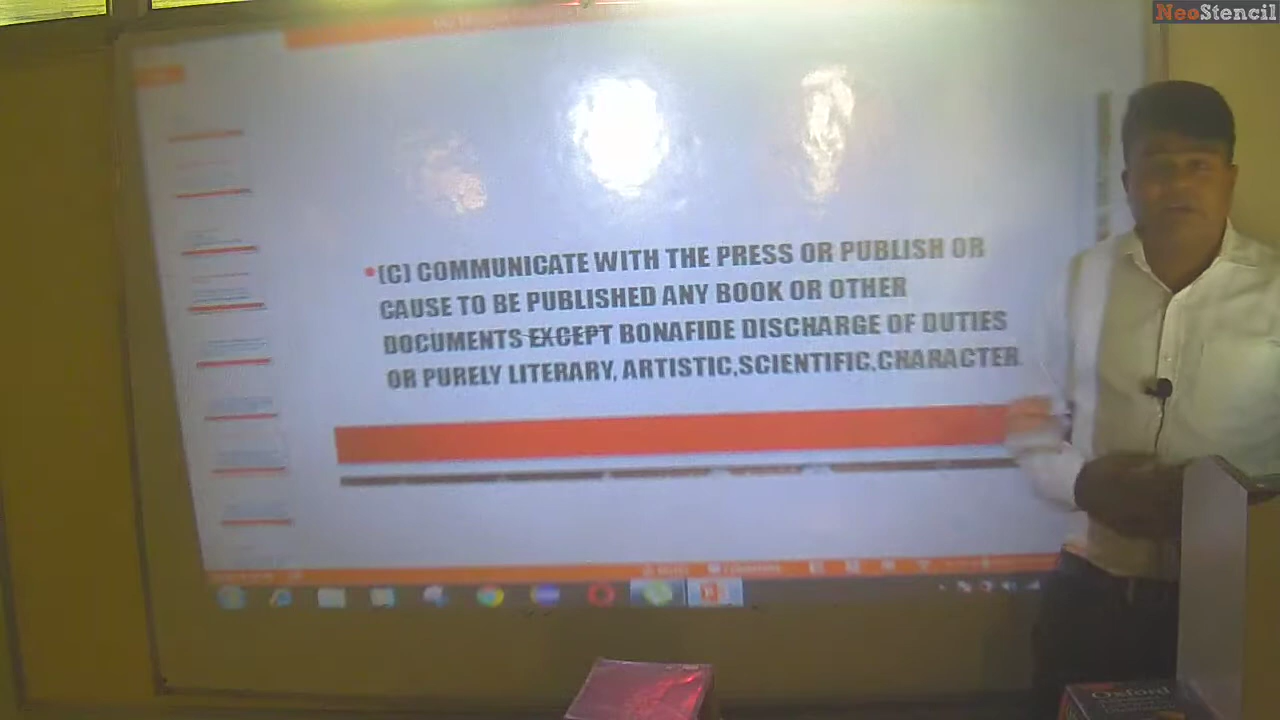 NeoStencil
(C) COMMUNICATE WITH THE PRESS OR PUBLISH OR
CAUSE TO BE PUBLISHED ANY BOOK OR OTHER
DOCUMENTS EXCEPT BONAFIDE DISCHARGE OF DUTIES
OR PURELY LITERARY, ARTISTIC,SCIENTIFIC,CHARACTER
Oxford